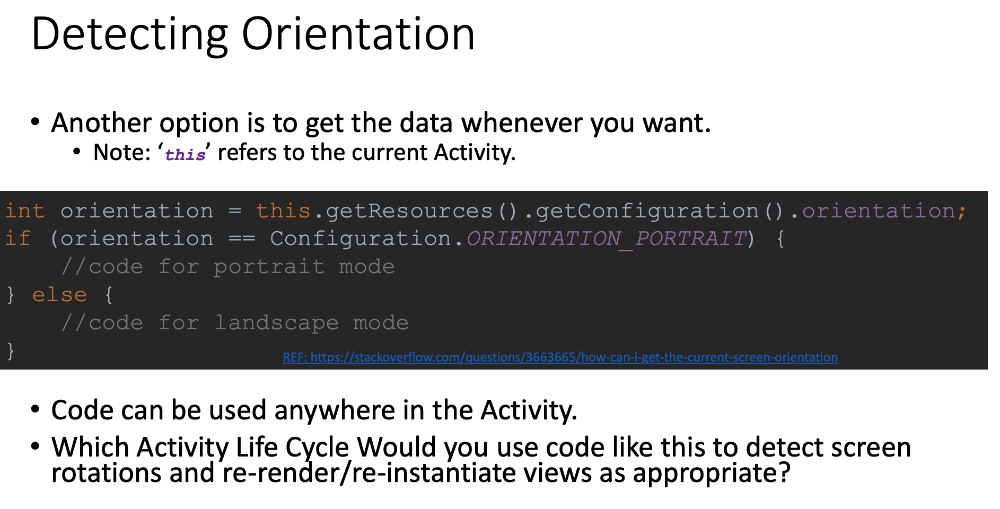 Detecting Orientation
• Another option is to get the data whenever you want.
• Note: ‘this’ refers to the current Activity.
int orientation = this.getResources().getConfiguration().orientation;
if (orientation == Configuration.ORIENTATION_PORTRAIT) {
    //code for portrait mode
} else {
    //code for landscape mode
}
REF: https://stackoverflow.com/questions/3663665/how-can-i-get-the-current-screen-orientation
• Code can be used anywhere in the Activity.
• Which Activity Life Cycle Would you use code like this to detect screen
rotations and re-render/re-instantiate views as appropriate?